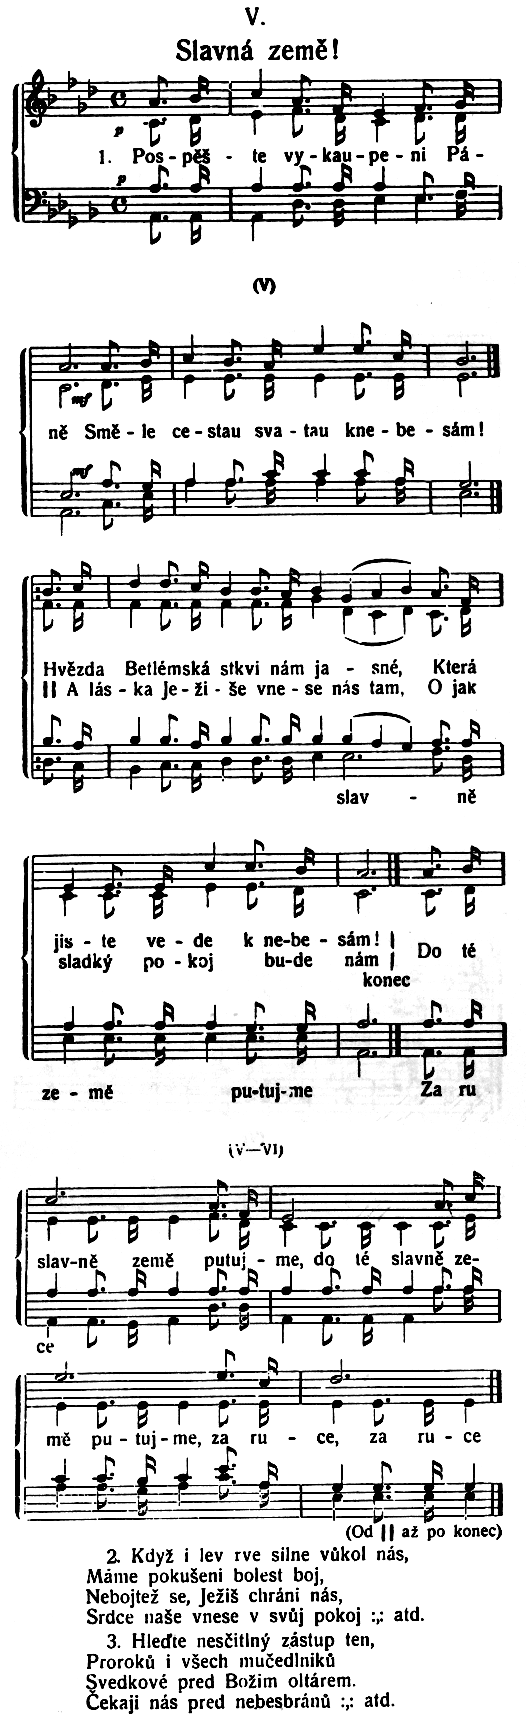 V.
Slavná země!
p
1. Pos - pěš - te vy - kau - pe - ni Pá -
p
(V)
mf
ně Smě - le ce - stau sva - tau kne - be - sám!
mf
Hvězda Betlémská stkvi nám ja - sné, Která
|| A lás - ka Je - ži - še vne - se nás tam, O jak
slav - ně
jis - te ve - de k ne-be - sám! | Do té
sladký po - koj bu-de nám |
konec
ze - mě pu-tuj-me Za ru
(V—VI)
slav-ně země putuj - me, do té slavně ze-
ce
mě pu - tuj - me, za ru - ce, za ru - ce
(Od || až po konec)
2. Když i lev rve silne vůkol nás,
Máme pokušeni bolest boj,
Nebojtež se, Ježiš chráni nás,
Srdce naše vnese v svůj pokoj :,: atd.
3. Hleďte nesčitlný zástup ten,
Proroků i všech mučedlniků
Svedkové pred Božim oltárem.
Čekaji nás pred nebesbránů :,: atd.